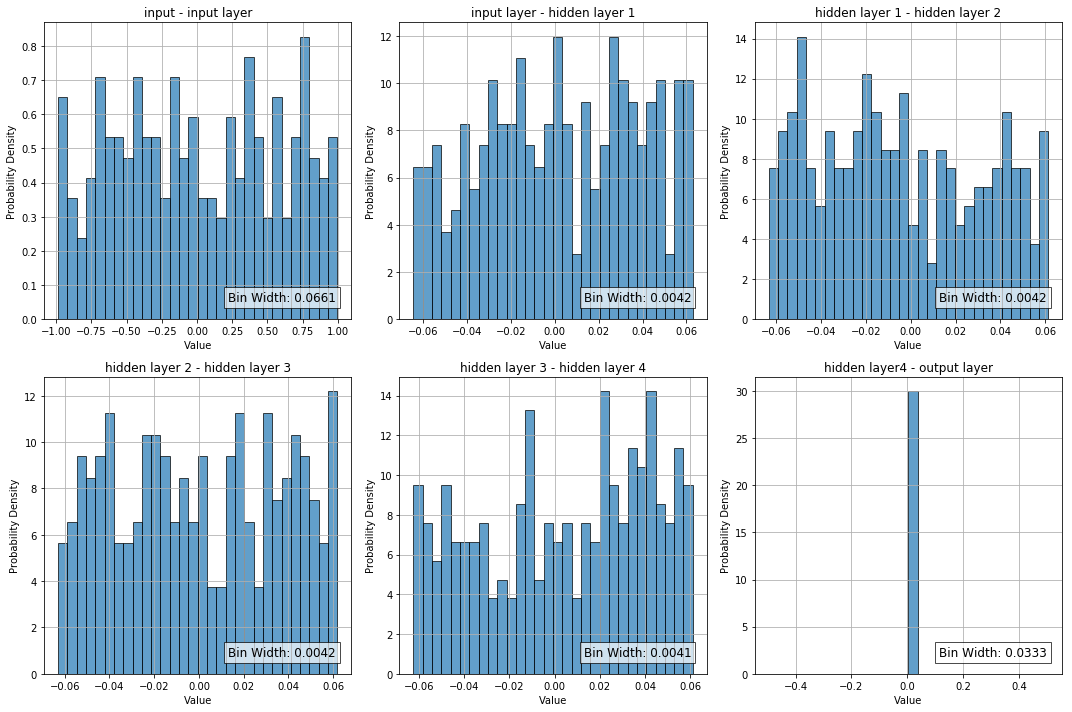 input - input layer
Probability Density
0.8
0.7
0.6
0.5
0.4
0.3
0.2
0.1
0.0
Bin Width: 0.0661
−1.00 −0.75 −0.50 −0.25 0.00 0.25 0.50 0.75 1.00
Value
input layer - hidden layer 1
Probability Density
12
10
8
6
4
2
0
Bin Width: 0.0042
−0.06 −0.04 −0.02 0.00 0.02 0.04 0.06
Value
hidden layer 1 - hidden layer 2
Probability Density
14
12
10
8
6
4
2
0
Bin Width: 0.0042
−0.06 −0.04 −0.02 0.00 0.02 0.04 0.06
Value
hidden layer 2 - hidden layer 3
Probability Density
12
10
8
6
4
2
0
Bin Width: 0.0042
−0.06 −0.04 −0.02 0.00 0.02 0.04 0.06
Value
hidden layer 3 - hidden layer 4
Probability Density
14
12
10
8
6
4
2
0
Bin Width: 0.0041
−0.06 −0.04 −0.02 0.00 0.02 0.04 0.06
Value
hidden layer4 - output layer
Probability Density
30
25
20
15
10
5
0
Bin Width: 0.0333
−0.4 −0.2 0.0 0.2 0.4
Value